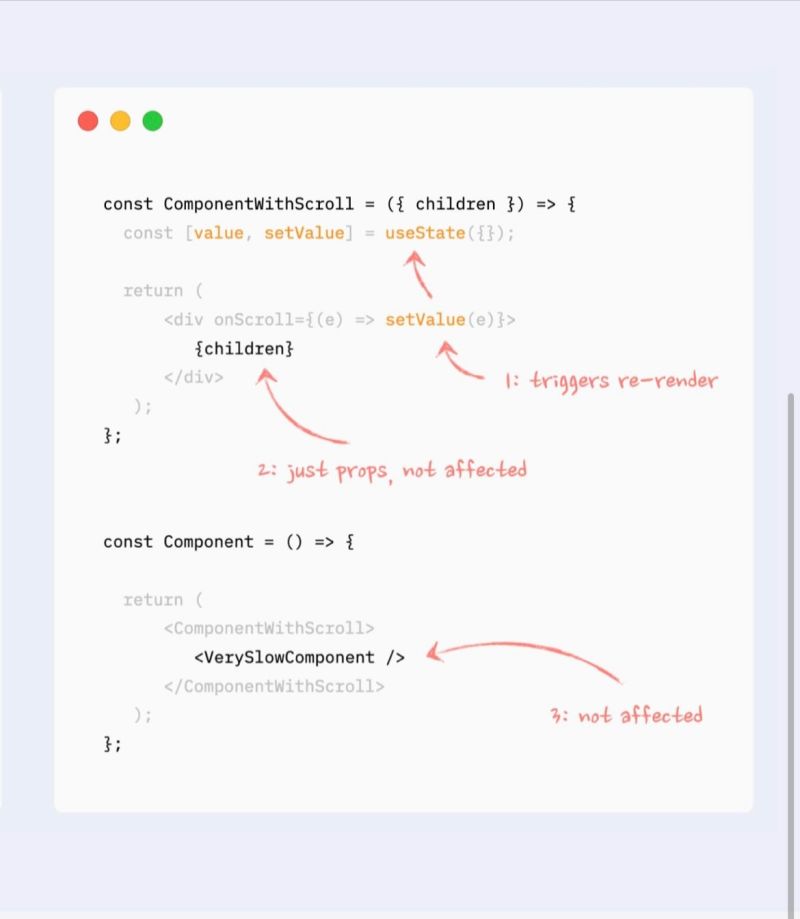 const ComponentWithScroll = ({ children }) => {
const [value, setValue] = useState({});
return (
<div onScroll={(e) => setValue(e)}>
{children}
</div>
1: triggers re-render
);
};
2: just props, not affected
const Component = () => {
return (
<ComponentWithScroll>
<VerySlowComponent />
</ComponentWithScroll>
);
3: not affected
};